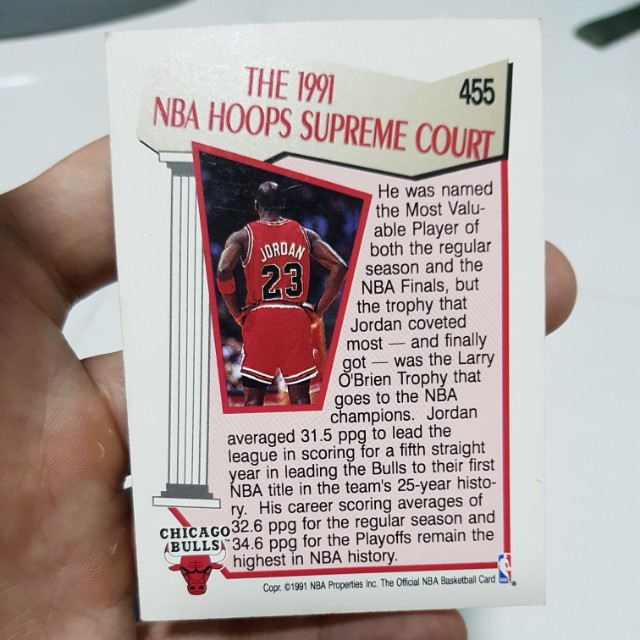 THE 1991
455
NBA HOOPS SUPREME COURT
JORDAN
23
He was named
the Most Valu-
able Player of
both the regular
season and the
NBA Finals, but
the trophy that
Jordan coveted
most — and finally
got — was the Larry
O'Brien Trophy that
goes to the NBA
champions. Jordan
averaged 31.5 ppg to lead the
league in scoring for a fifth straight
year in leading the Bulls to their first
NBA title in the team's 25-year histo-
ry. His career scoring averages of
32.6 ppg for the regular season and
34.6 ppg for the Playoffs remain the
highest in NBA history.
CHICAGO
BULLS
Copr. ©1991 NBA Properties Inc. The Official NBA Basketball Card